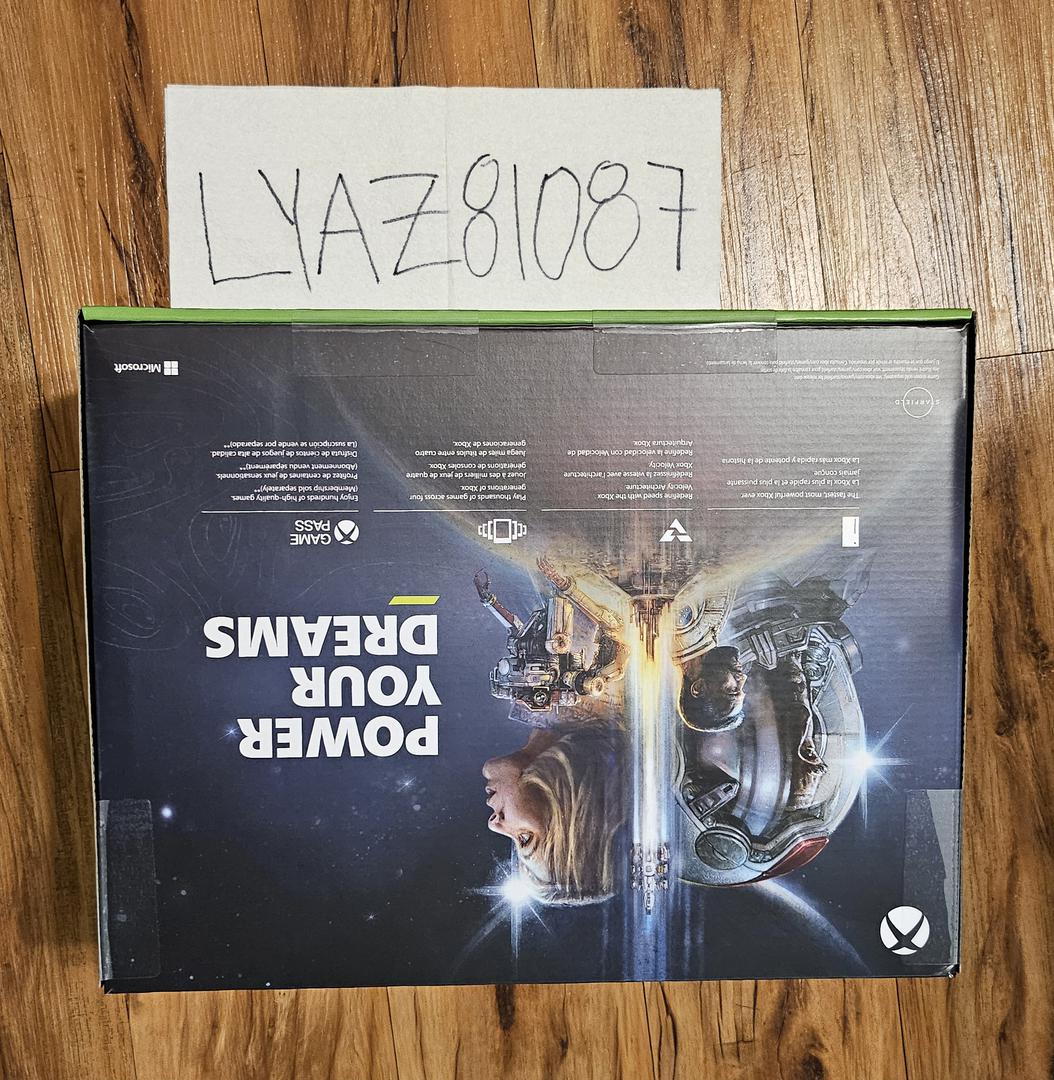 LYAZ81087
POWER
YOUR
DREAMS
The fastest, most powerful Xbox ever.
La Xbox la plus rapide et la plus puissante
jamais conçue.
La Xbox más rápida y potente de la historia.
Redefine speed with the Xbox
Velocity Architecture.
Redéfinissez la vitesse avec l'architecture
Xbox Velocity.
Redefine la velocidad con Velocidad de
Arquitectura Xbox.
Play thousands of games across four
generations of Xbox.
Jouez à des milliers de jeux de quatre
générations de consoles Xbox.
Juega miles de títulos entre cuatro
generaciones de Xbox.
GAME
PASS
Enjoy hundreds of high-quality games.
(Membership sold separately)**
Profitez de centaines de jeux sensationnels.
(Abonnement vendu séparément)**
Disfruta de cientos de juegos de alta calidad.
(La suscripción se vende por separado)**
STARFIELD
Microsoft